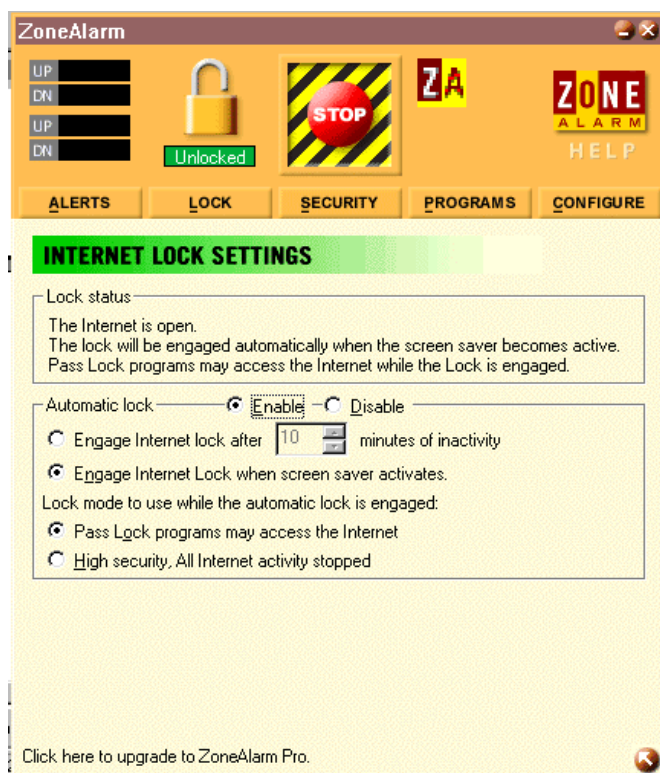 ZoneAlarm
UP
DN
UP
DN
Unlocked
STOP
ZA
ZONE
ALARM
HELP
ALERTS LOCK SECURITY PROGRAMS CONFIGURE
INTERNET LOCK SETTINGS
Lock status
The Internet is open.
The lock will be engaged automatically when the screen saver becomes active.
Pass Lock programs may access the Internet while the Lock is engaged.
Automatic lock Enable Disable
Engage Internet lock after 10 minutes of inactivity
Engage Internet Lock when screen saver activates.
Lock mode to use while the automatic lock is engaged:
Pass Lock programs may access the Internet
High security, All Internet activity stopped
Click here to upgrade to ZoneAlarm Pro.